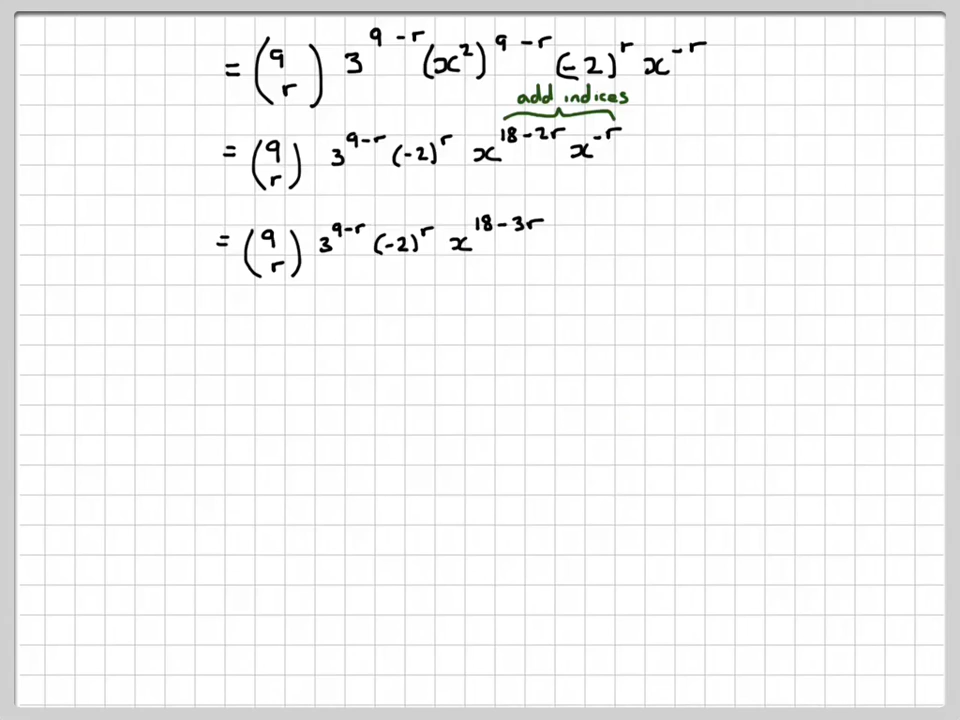 = (9 r) 3^{9-r} (x^2)^{9-r} (-2)^r x^{-r}
add indices
= (9 r) 3^{9-r} (-2)^r x^{18-2r} x^{-r}
= (9 r) 3^{9-r} (-2)^r x^{18-3r}